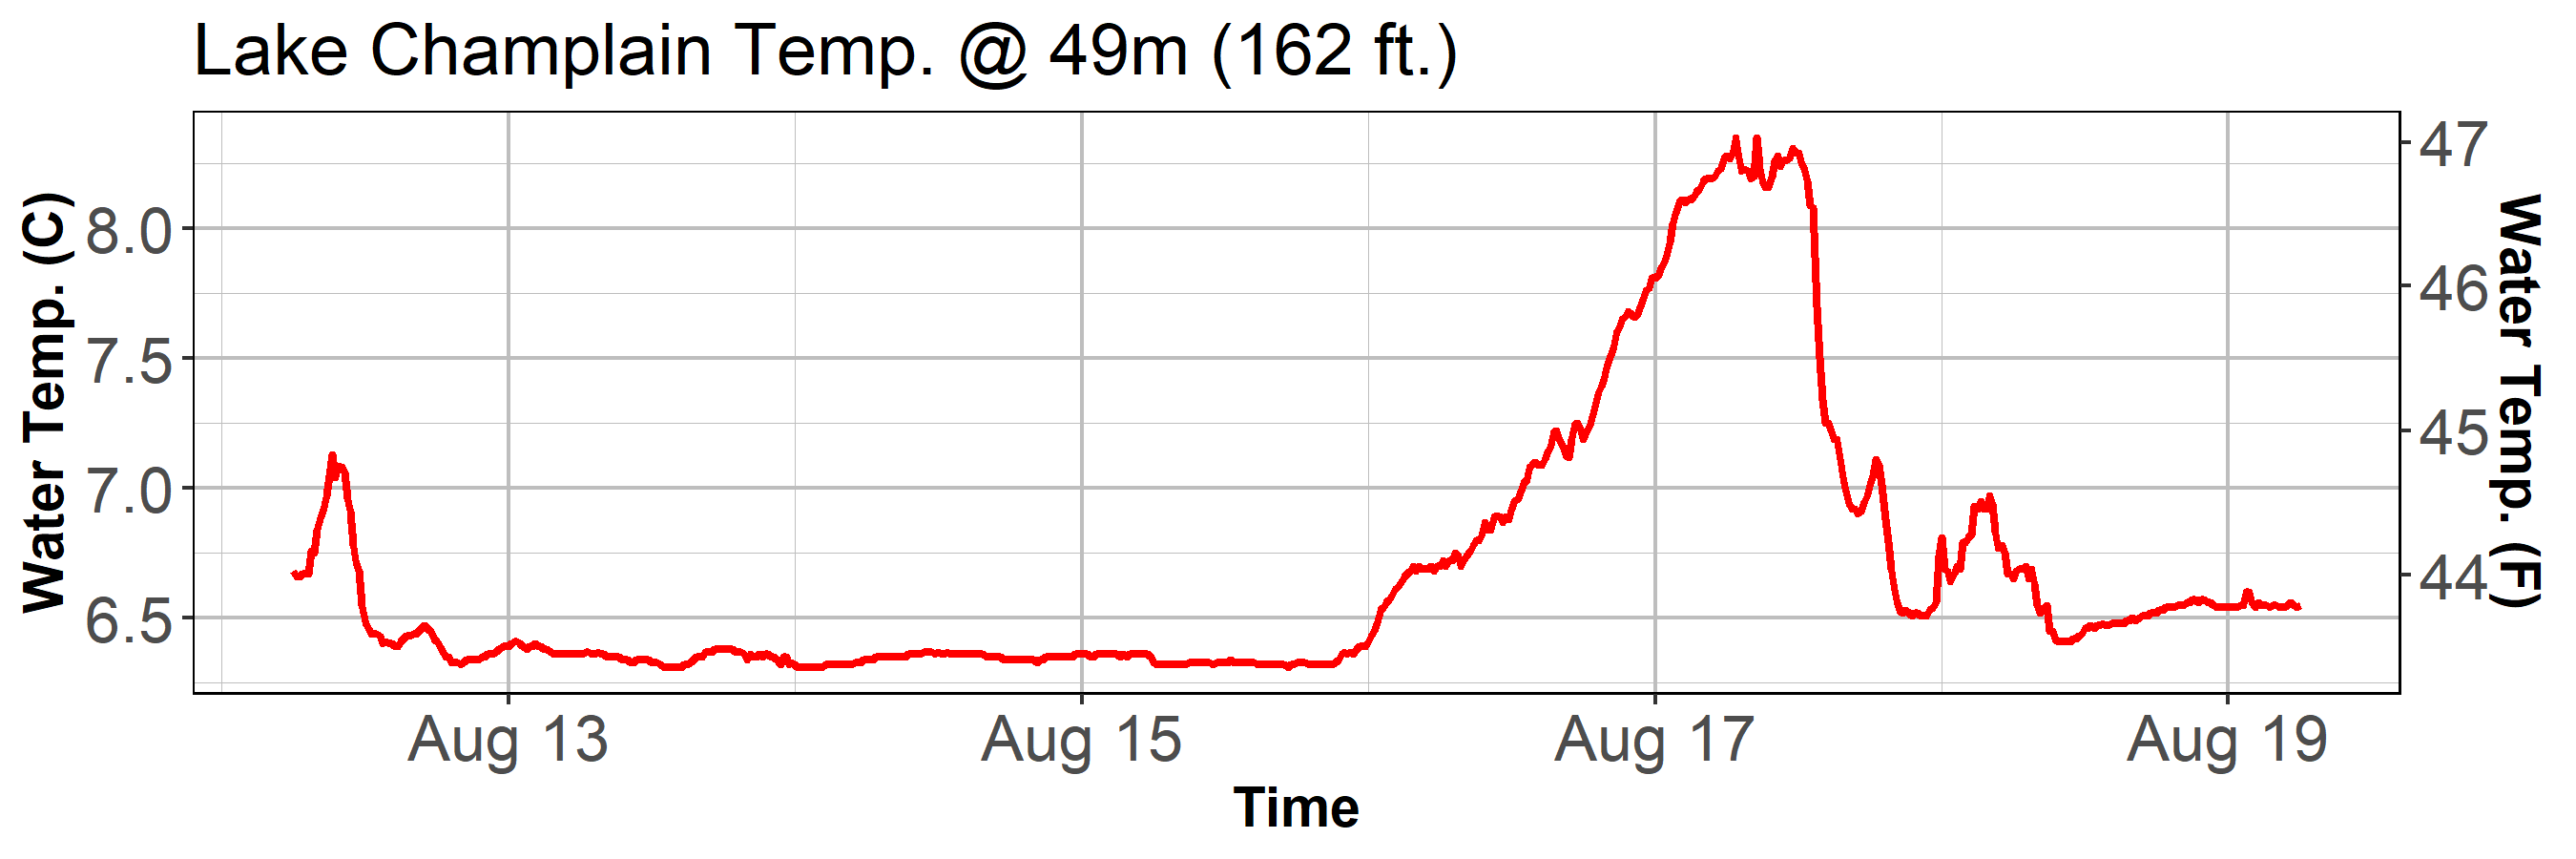 Lake Champlain Temp. @ 49m (162 ft.)
Water Temp. (C)
8.0
7.5
7.0
6.5
47
46
45
44
Water Temp. (F)
Aug 13 Aug 15 Aug 17 Aug 19
Time